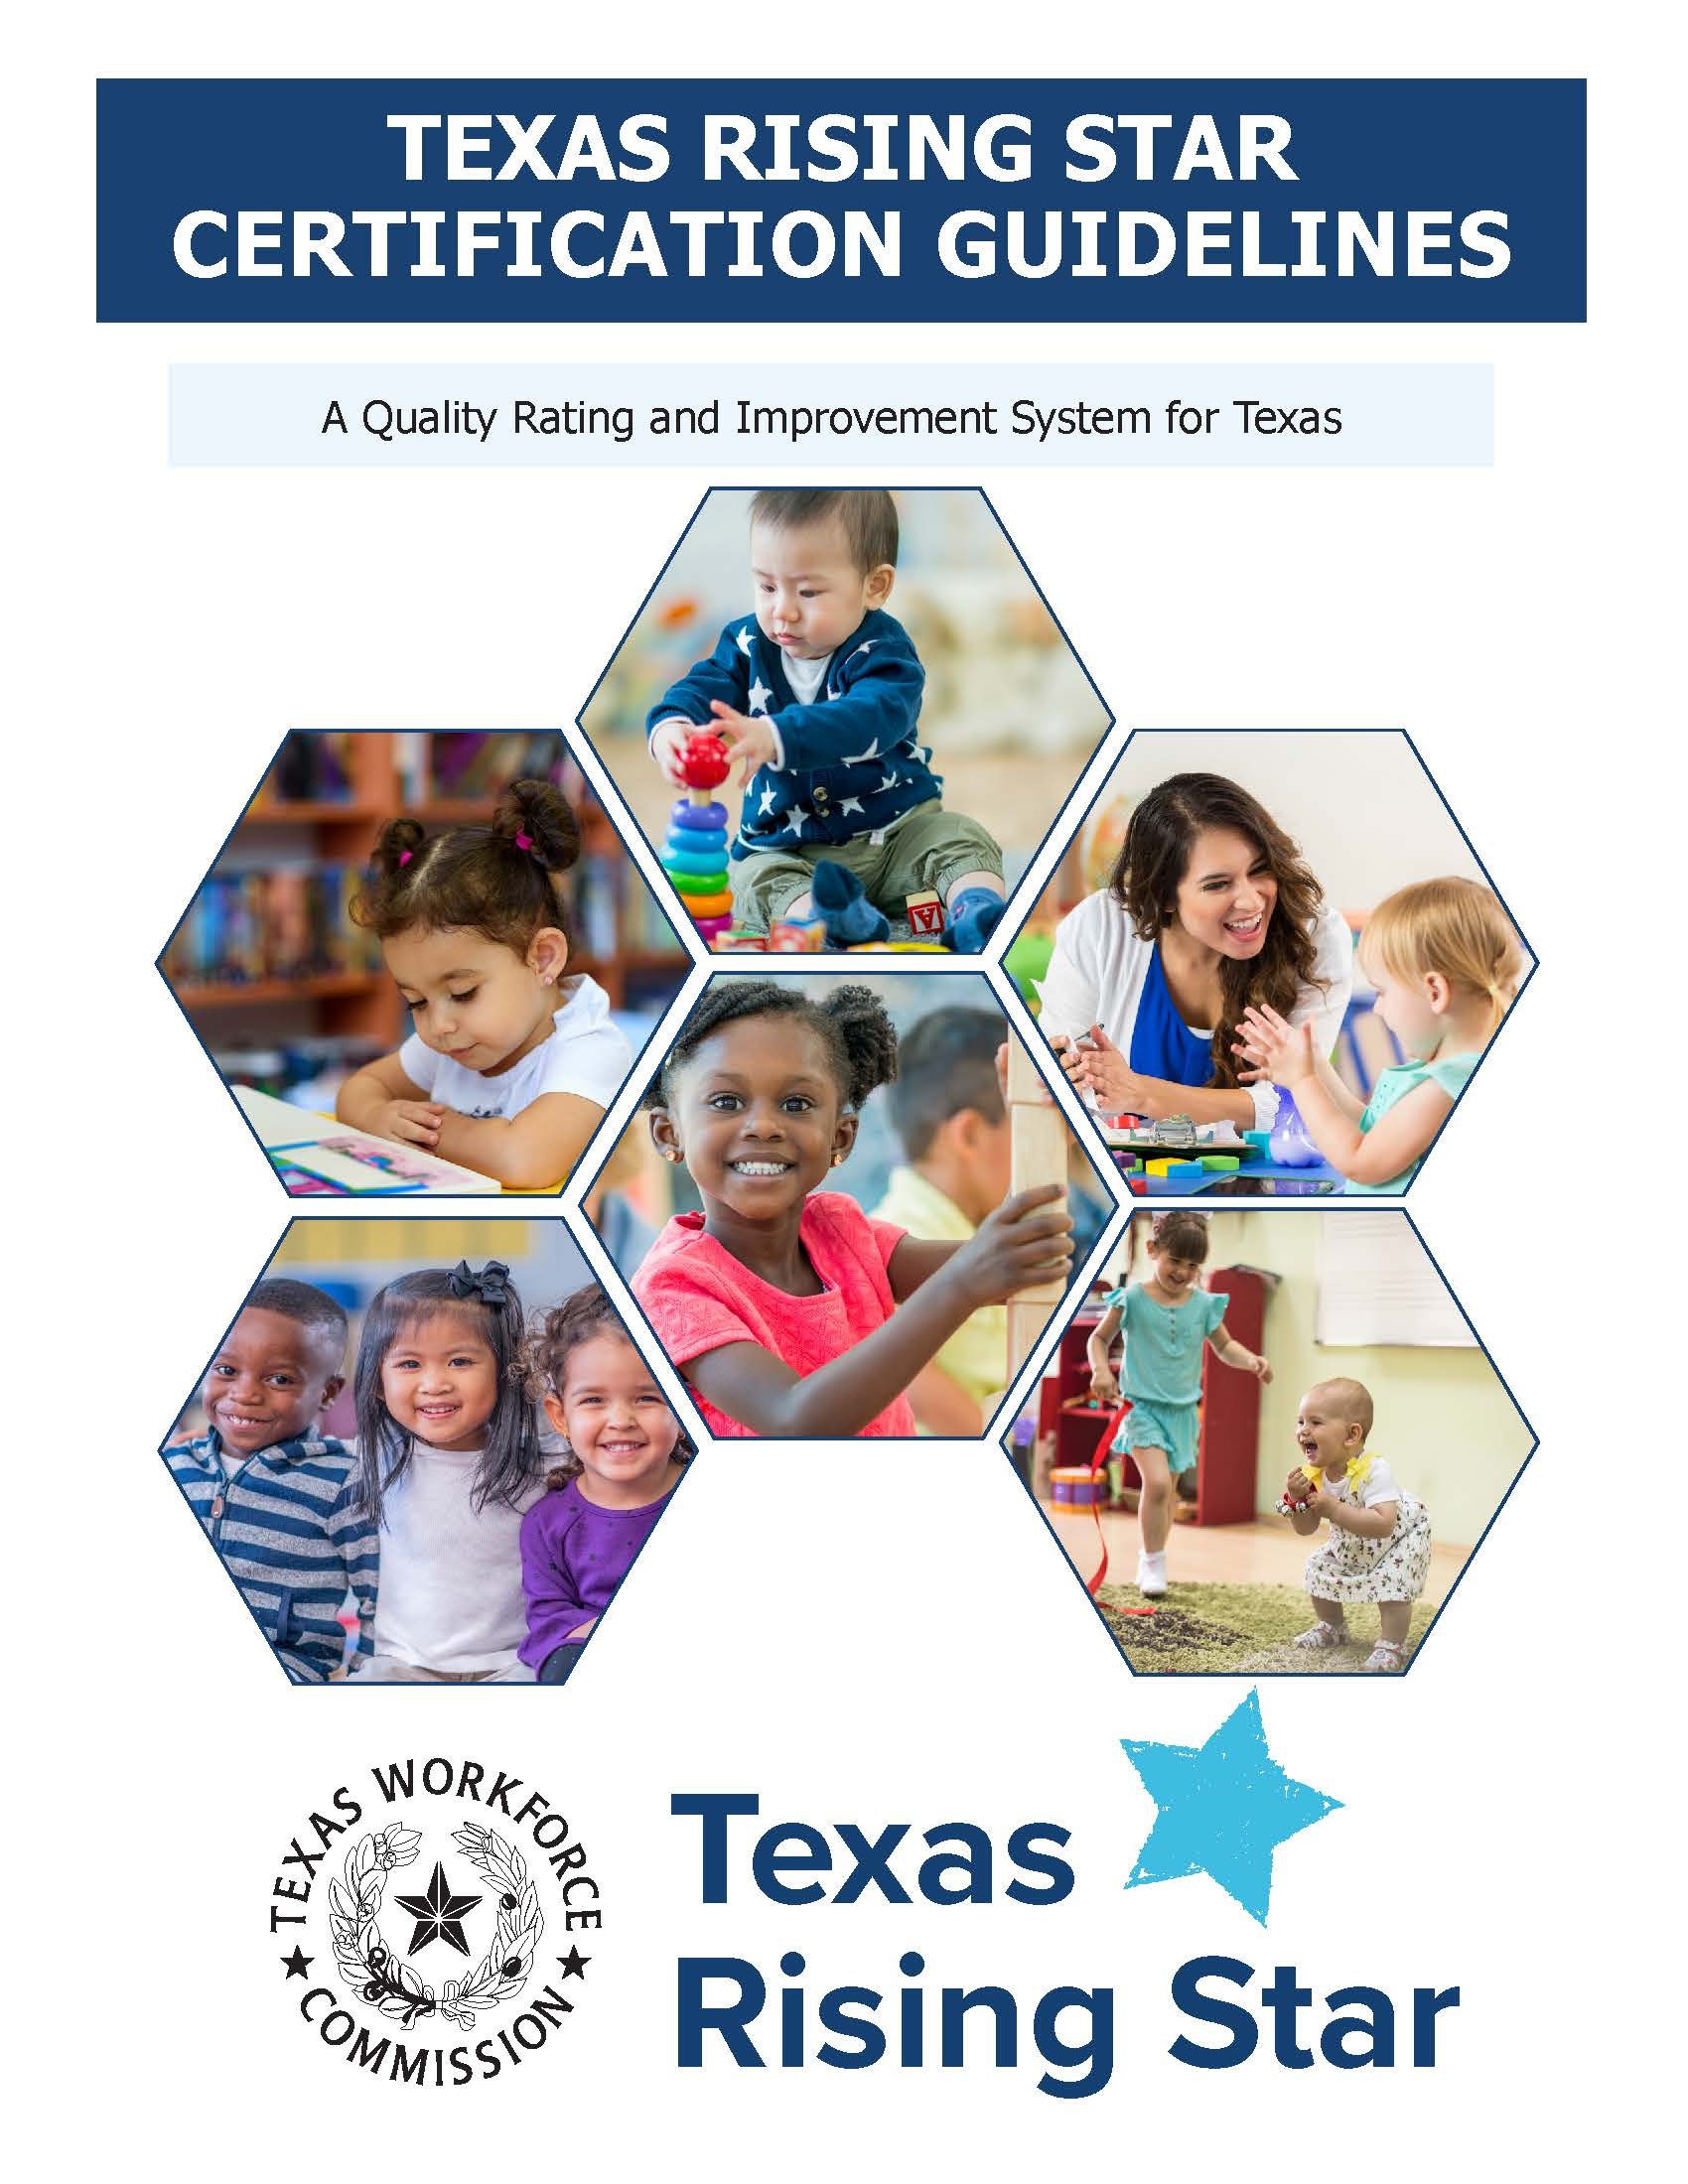 TEXAS RISING STAR
CERTIFICATION GUIDELINES
A Quality Rating and Improvement System for Texas
A
TEXAS WORKFORCE
COMMISSION
Texas
Rising Star